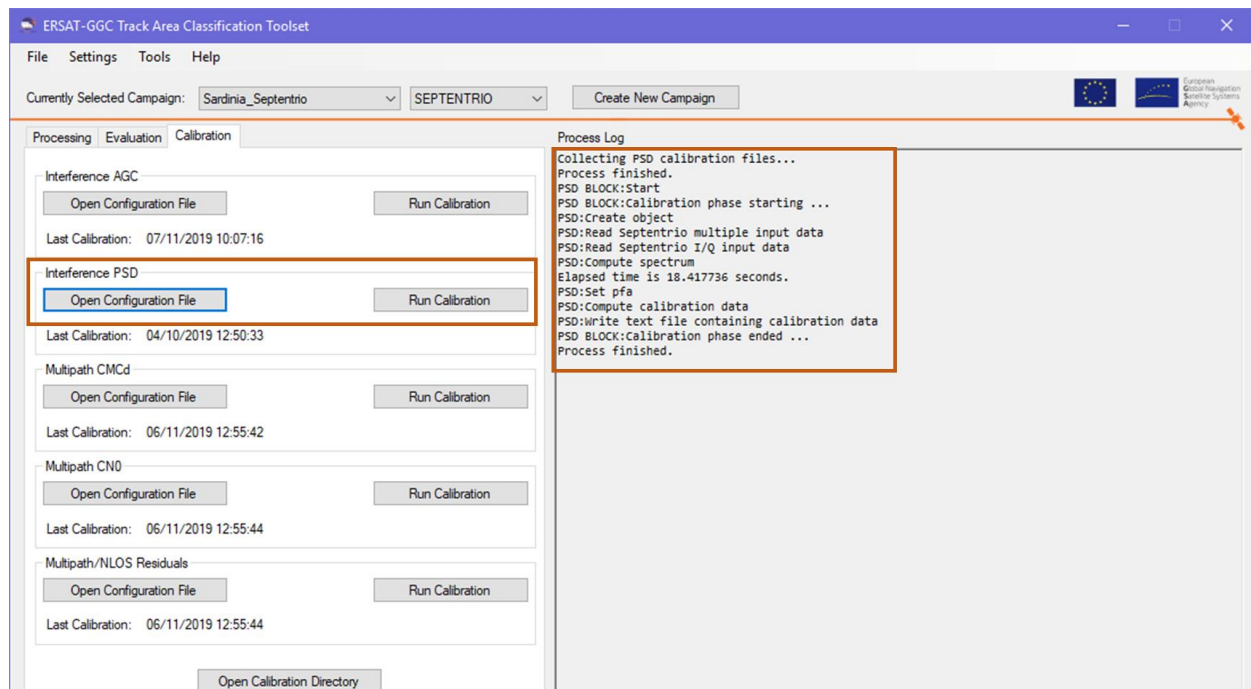 ERSAT-GGC Track Area Classification Toolset
File Settings Tools Help
Currently Selected Campaign: Sardinia_Septentrio SEPTENTRIO Create New Campaign
European
Global Navigation
Satellite Systems
Agency
Processing Evaluation Calibration
Interference AGC
Open Configuration File Run Calibration
Last Calibration: 07/11/2019 10:07:16
Interference PSD
Open Configuration File Run Calibration
Last Calibration: 04/10/2019 12:50:33
Multipath CMCd
Open Configuration File Run Calibration
Last Calibration: 06/11/2019 12:55:42
Multipath CN0
Open Configuration File Run Calibration
Last Calibration: 06/11/2019 12:55:44
Multipath/NLOS Residuals
Open Configuration File Run Calibration
Last Calibration: 06/11/2019 12:55:44
Open Calibration Directory
Process Log
Collecting PSD calibration files...
Process finished.
PSD BLOCK:Start
PSD BLOCK:Calibration phase starting ...
PSD:Create object
PSD:Read Septentrio multiple input data
PSD:Read Septentrio I/Q input data
PSD:Compute spectrum
Elapsed time is 18.417736 seconds.
PSD:Set pfa
PSD:Compute calibration data
PSD:Write text file containing calibration data
PSD BLOCK:Calibration phase ended ...
Process finished.